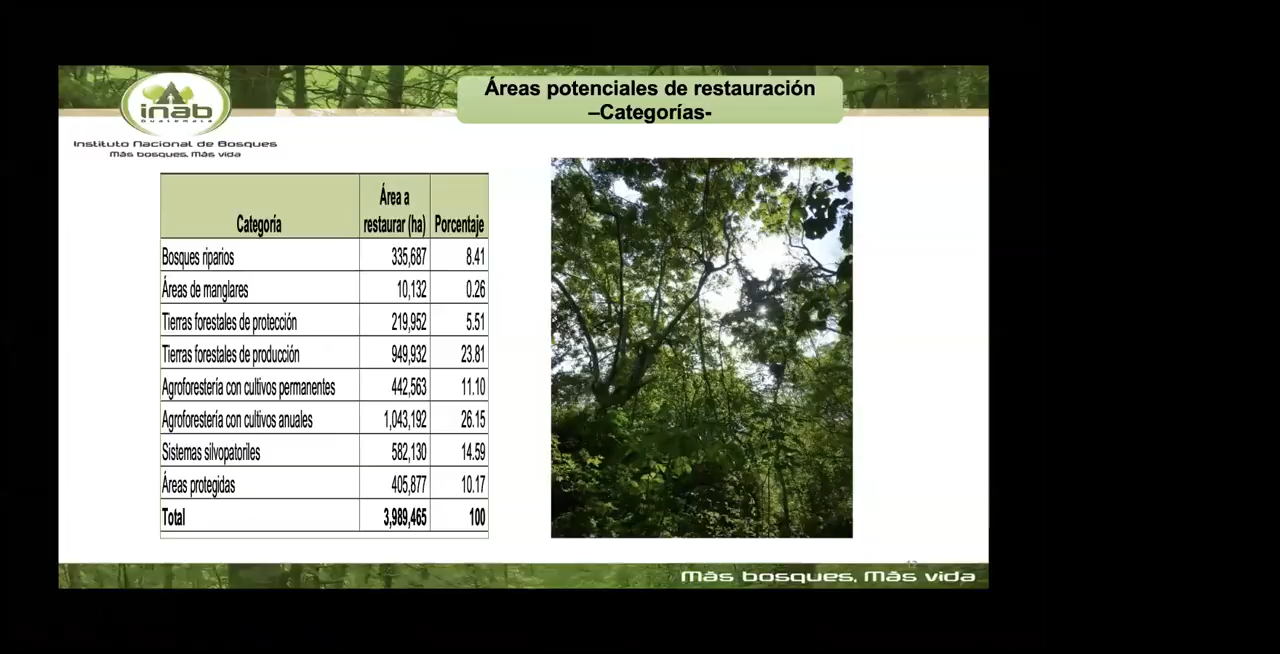 Áreas potenciales de restauración
–Categorías-
inab
Guatemala
Instituto Nacional de Bosques
Más bosques, Más vida
Categoría Área a restaurar (ha) Porcentaje
Bosques riparios 335,687 8.41
Áreas de manglares 10,132 0.26
Tierras forestales de protección 219,952 5.51
Tierras forestales de producción 949,932 23.81
Agroforestería con cultivos permanentes 442,563 11.10
Agroforestería con cultivos anuales 1,043,192 26.15
Sistemas silvopatoriles 582,130 14.59
Áreas protegidas 405,877 10.17
Total 3,989,465 100
Más bosques, Más vida